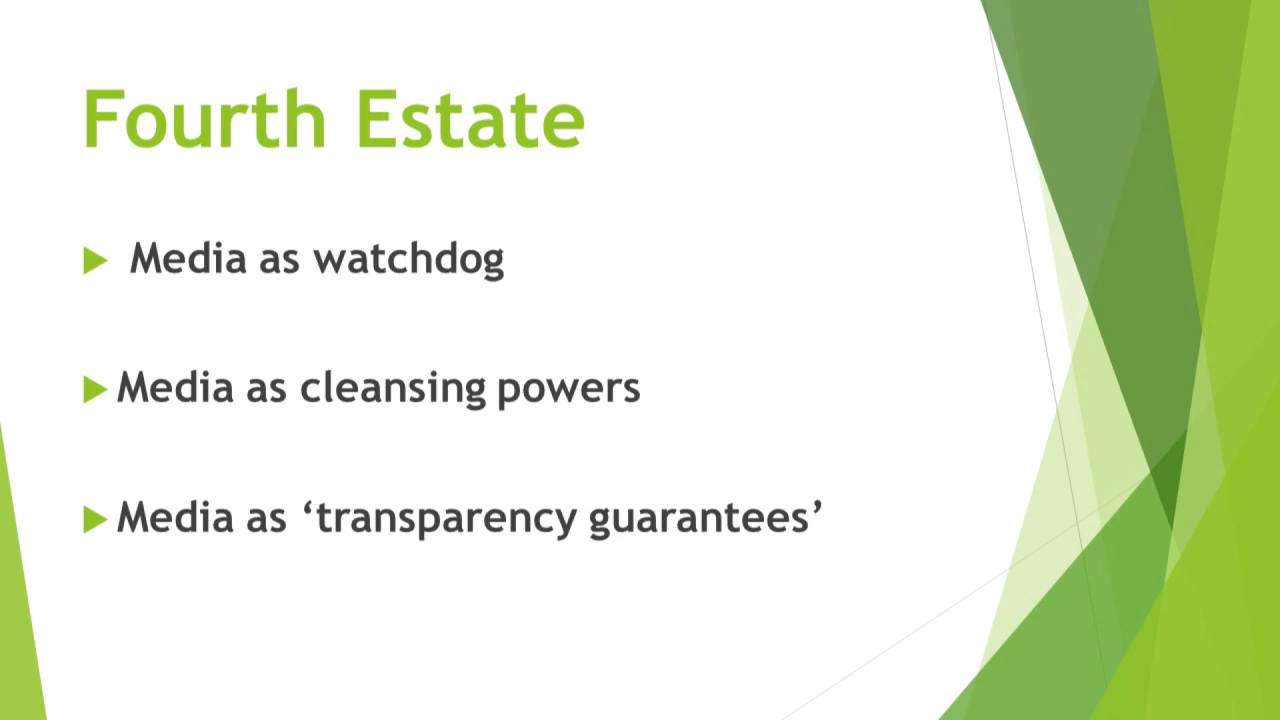 Fourth Estate
Media as watchdog
Media as cleansing powers
Media as ‘transparency guarantees’